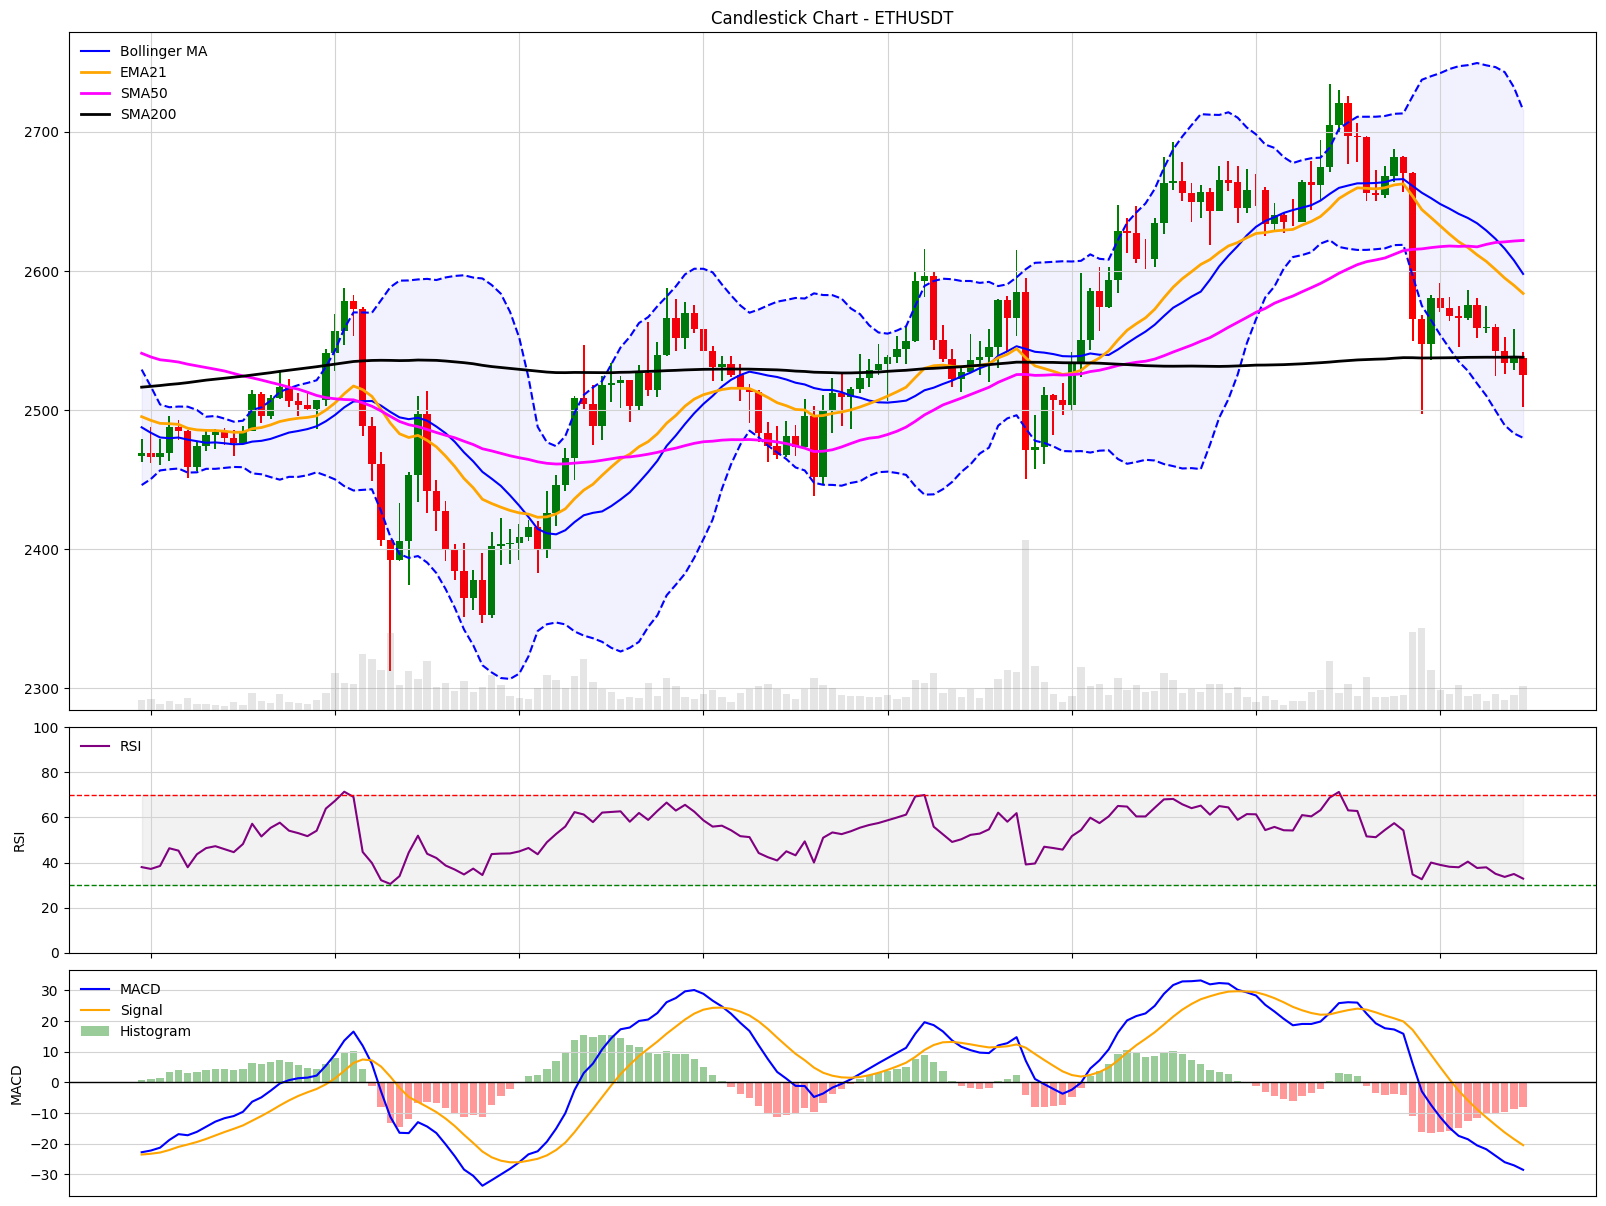 Candlestick Chart - ETHUSDT
Bollinger MA
EMA21
SMA50
SMA200
2700
2600
2500
2400
2300
RSI
100
80
60
40
20
0
RSI
MACD
Signal
Histogram
30
20
10
0
−10
−20
−30
MACD